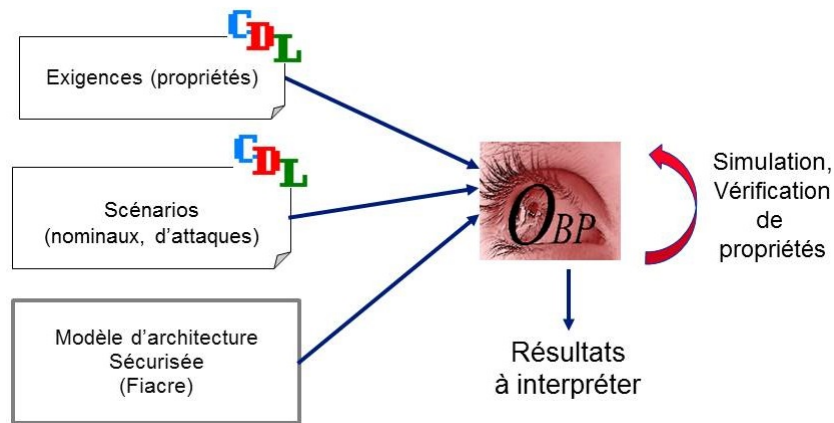 CDL
Exigences (propriétés)
CDL
Scénarios
(nominaux, d'attaques)
Modèle d'architecture
Sécurisée
(Fiacre)
OBP
Simulation,
Vérification
de
propriétés
Résultats
à interpréter